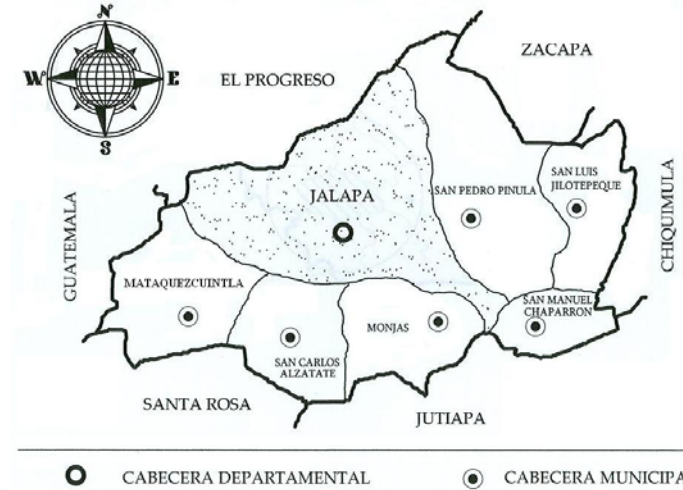 N
W E
S
EL PROGRESO
ZACAPA
GUATEMALA
CHIQUIMULA
JALAPA
SAN PEDRO PINULA
SAN LUIS
JILOTEPEQUE
MATAQUEZCUINTLA
SAN MANUEL
CHAPARRON
MONJAS
SAN CARLOS
ALZATATE
SANTA ROSA
JUTIAPA
CABECERA DEPARTAMENTAL
CABECERA MUNICIPA